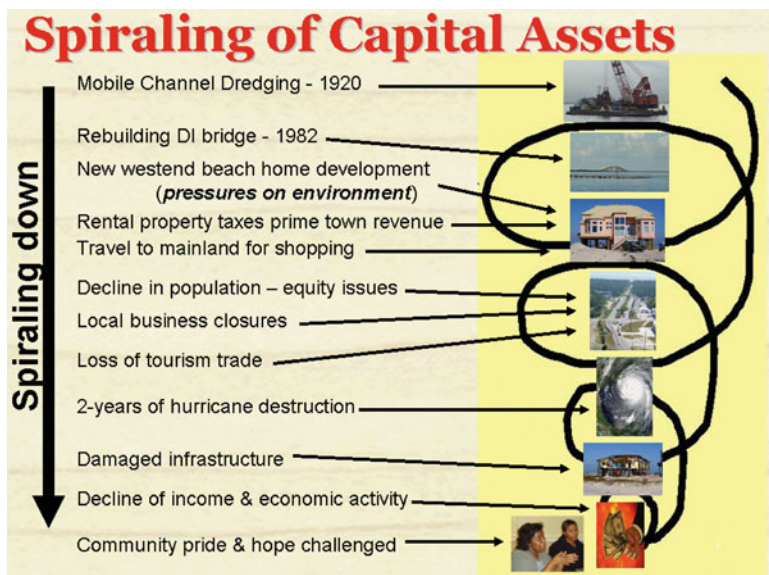 Spiraling of Capital Assets
Spiraling down
Mobile Channel Dredging - 1920
Rebuilding DI bridge - 1982
New westend beach home development
(pressures on environment)
Rental property taxes prime town revenue
Travel to mainland for shopping
Decline in population – equity issues
Local business closures
Loss of tourism trade
2-years of hurricane destruction
Damaged infrastructure
Decline of income & economic activity
Community pride & hope challenged